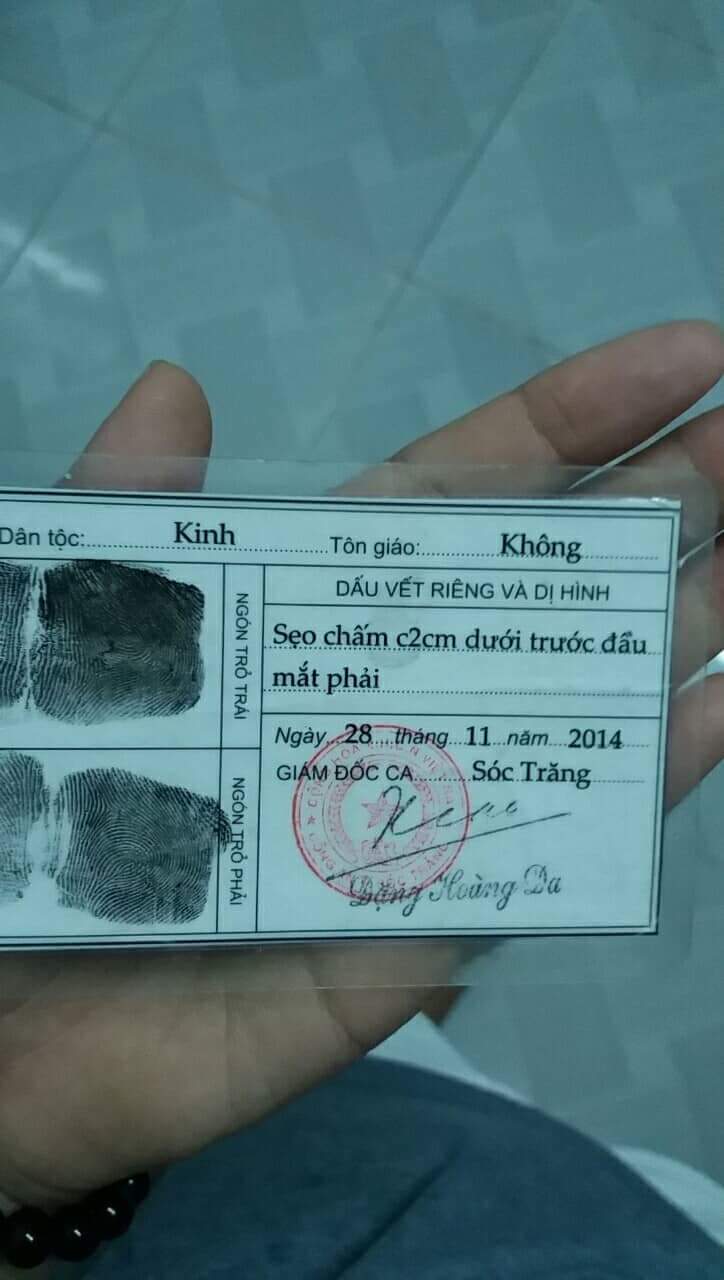 Dân tộc: Kinh Tôn giáo: Không
NGÓN TRỎ TRÁI
DẤU VẾT RIÊNG VÀ DỊ HÌNH
Sẹo chấm c2cm dưới trước đầu
mắt phải
NGÓN TRỎ PHẢI
Ngày 28 tháng 11 năm 2014
GIÁM ĐỐC CA Sóc Trăng
Đặng Hoàng Đa